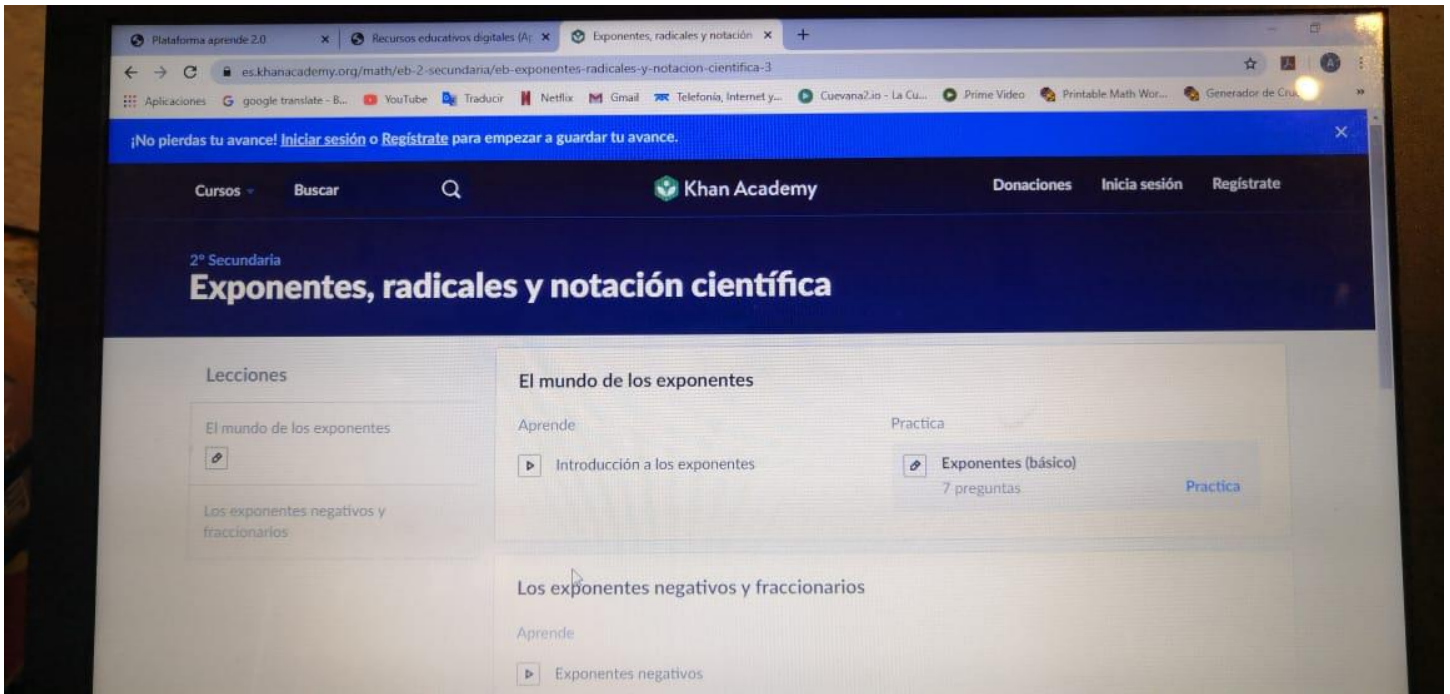 Plataforma aprende 2.0
Recursos educativos digitales (Ap
Exponentes, radicales y notación
es.khanacademy.org/math/eb-2-secundaria/eb-exponentes-radicales-y-notacion-cientifica-3
Aplicaciones google translate - B... YouTube Traducir Netflix Gmail Telefonía, Internet y... Cuevana2.io - La Cu... Prime Video Printable Math Wor... Generador de
¡No pierdas tu avance! Iniciar sesión o Regístrate para empezar a guardar tu avance.
Cursos Buscar Khan Academy Donaciones Inicia sesión Regístrate
2º Secundaria
Exponentes, radicales y notación científica
Lecciones
El mundo de los exponentes
Los exponentes negativos y
fraccionarios
El mundo de los exponentes
Aprende
Introducción a los exponentes
Practica
Exponentes (básico)
7 preguntas
Practica
Los exponentes negativos y fraccionarios
Aprende
Exponentes negativos